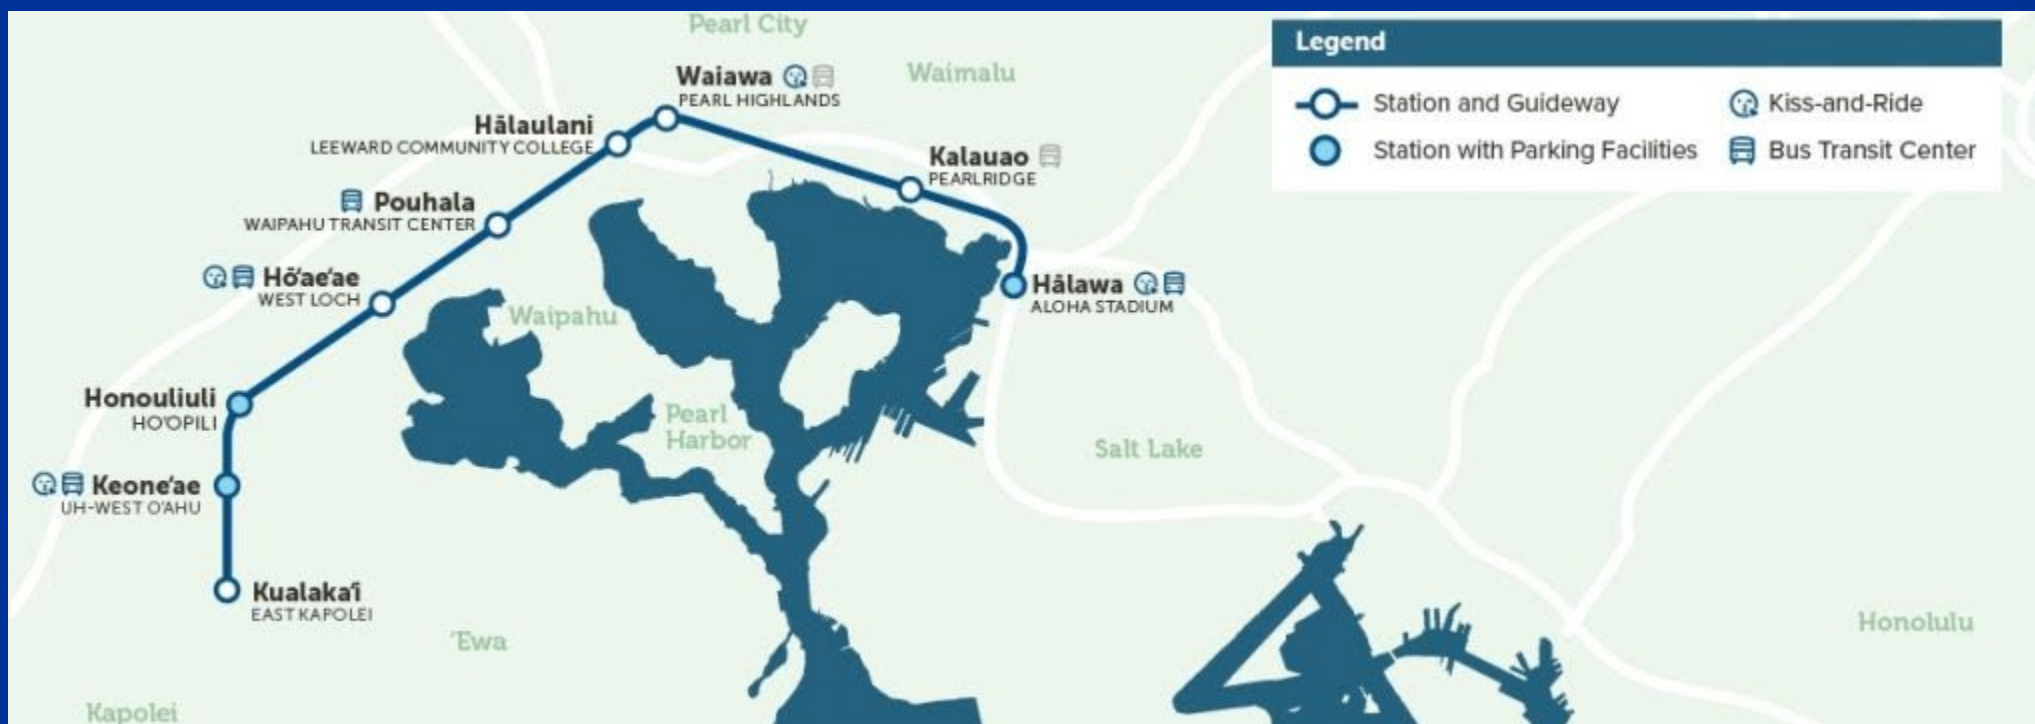 Pearl City
Waimalu
Waiawa
PEARL HIGHLANDS
Hālaulani
LEEWARD COMMUNITY COLLEGE
Kalauao
PEARLRIDGE
Pouhala
WAIPAHU TRANSIT CENTER
Hō'ae'ae
WEST LOCH
Hālawa
ALOHA STADIUM
Waipahu
Honouliuli
HO'OPILI
Pearl
Harbor
Salt Lake
Keone'ae
UH-WEST O'AHU
Kualaka'i
EAST KAPOLEI
'Ewa
Honolulu
Kapolei
Legend
Station and Guideway
Kiss-and-Ride
Station with Parking Facilities
Bus Transit Center